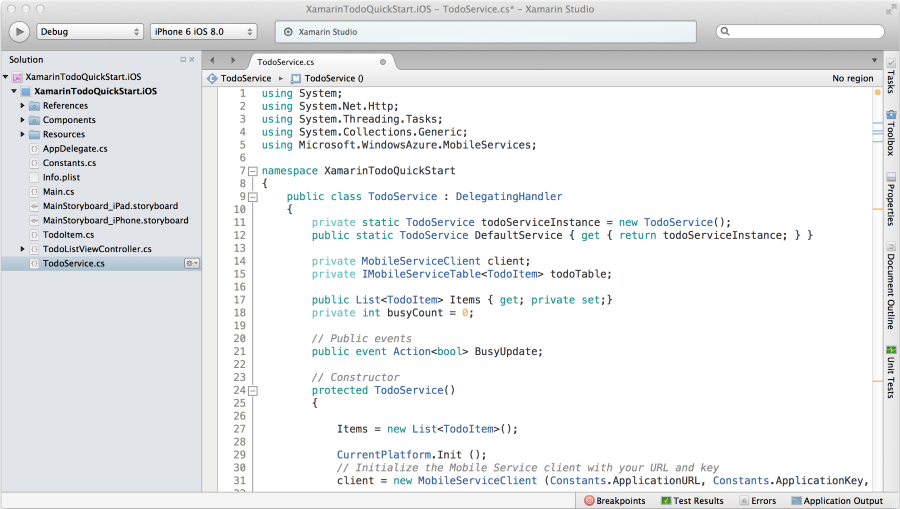 XamarinTodoQuickStart.iOS – TodoService.cs* – Xamarin Studio
Debug
iPhone 6 iOS 8.0
Xamarin Studio
Solution
TodoService.cs
XamarinTodoQuickStart.iOS
XamarinTodoQuickStart.iOS
References
Components
Resources
AppDelegate.cs
Constants.cs
Info.plist
Main.cs
MainStoryboard_iPad.storyboard
MainStoryboard_iPhone.storyboard
TodoItem.cs
TodoListViewController.cs
TodoService.cs
TodoService ▸ TodoService ()
No region
1 using System;
2 using System.Net.Http;
3 using System.Threading.Tasks;
4 using System.Collections.Generic;
5 using Microsoft.WindowsAzure.MobileServices;
6
7 namespace XamarinTodoQuickStart
8 {
9 public class TodoService : DelegatingHandler
10 {
11 private static TodoService todoServiceInstance = new TodoService();
12 public static TodoService DefaultService { get { return todoServiceInstance; } }
13
14 private MobileServiceClient client;
15 private IMobileServiceTable<TodoItem> todoTable;
16
17 public List<TodoItem> Items { get; private set;}
18 private int busyCount = 0;
19
20 // Public events
21 public event Action<bool> BusyUpdate;
22
23 // Constructor
24 protected TodoService()
25 {
26
27 Items = new List<TodoItem>();
28
29 CurrentPlatform.Init ();
30 // Initialize the Mobile Service client with your URL and key
31 client = new MobileServiceClient (Constants.ApplicationURL, Constants.ApplicationKey,
Tasks
Toolbox
Properties
Document Outline
Unit Tests
Breakpoints
Test Results
Errors
Application Output